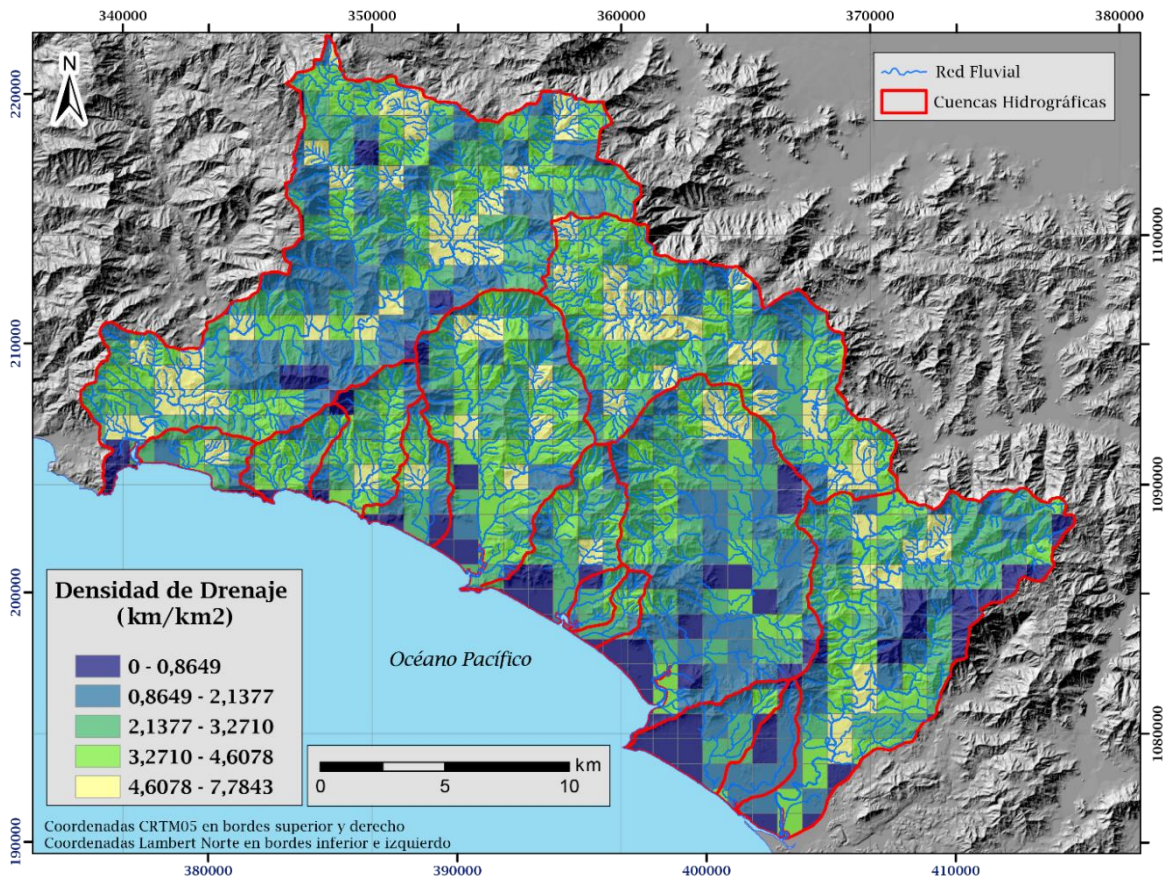 340000 350000 360000 370000 380000
N
Red Fluvial
Cuencas Hidrográficas
220000
1100000
210000
1090000
200000
1080000
190000
Océano Pacífico
Densidad de Drenaje
(km/km2)
0 - 0,8649
0,8649 - 2,1377
2,1377 - 3,2710
3,2710 - 4,6078
4,6078 - 7,7843
km
0 5 10
Coordenadas CRTM05 en bordes superior y derecho
Coordenadas Lambert Norte en bordes inferior e izquierdo
380000 390000 400000 410000